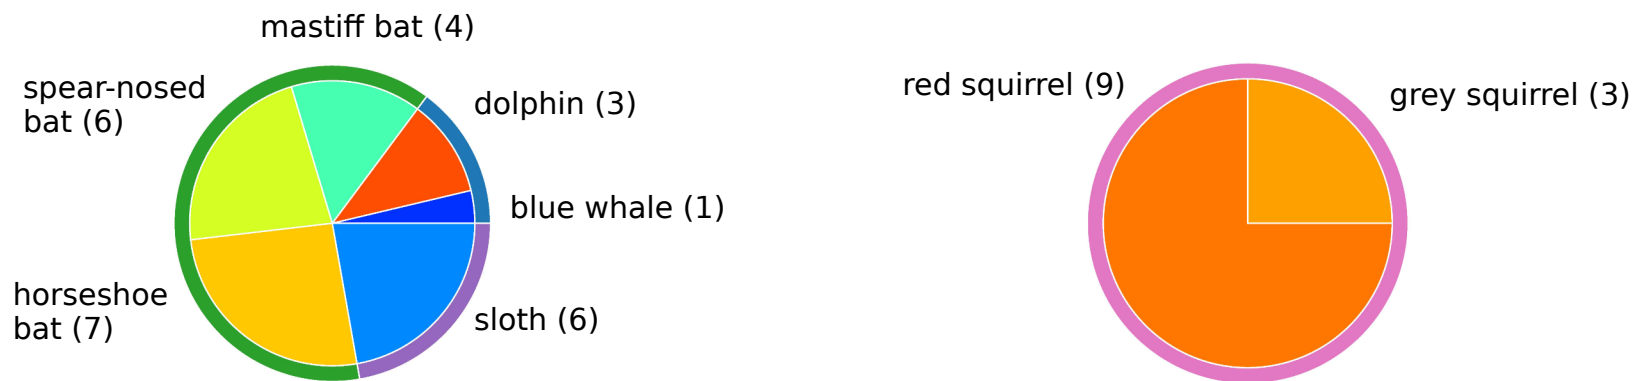 mastiff bat (4)
spear-nosed
bat (6)
dolphin (3)
blue whale (1)
horseshoe
bat (7)
sloth (6)
red squirrel (9)
grey squirrel (3)